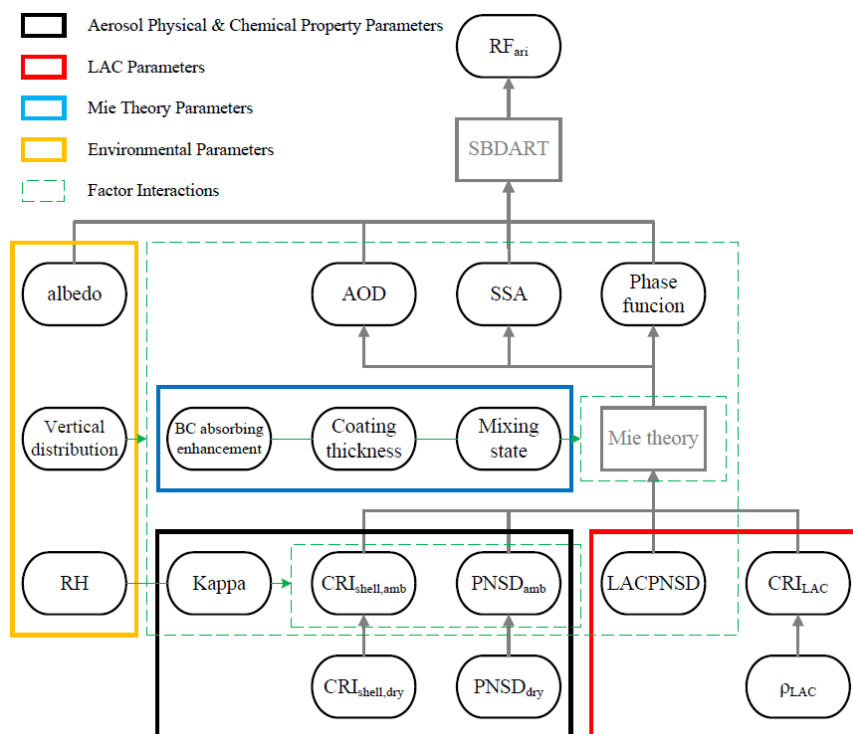 Aerosol Physical & Chemical Property Parameters
LAC Parameters
Mie Theory Parameters
Environmental Parameters
Factor Interactions
RFari
SBDART
albedo
AOD
SSA
Phase
funcion
Vertical
distribution
BC absorbing
enhancement
Coating
thickness
Mixing
state
Mie theory
RH
Kappa
CRIshell,amb
PNSDamb
LACPNSD
CRILAC
CRIshell,dry
PNSDdry
ρLAC